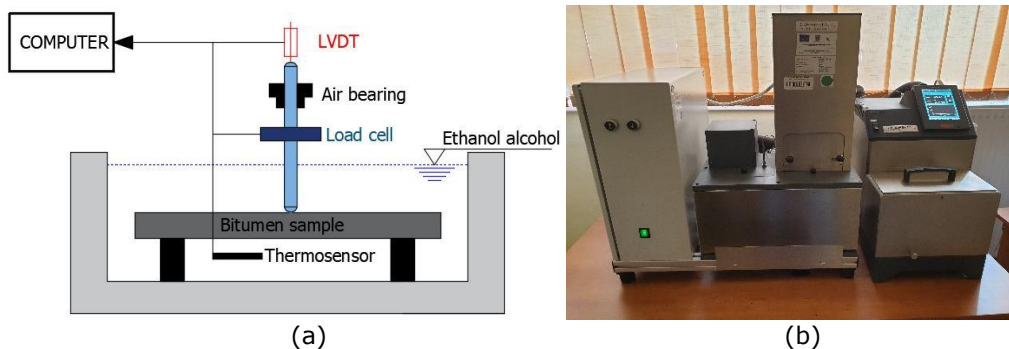 COMPUTER
LVDT
Air bearing
Load cell
Ethanol alcohol
Bitumen sample
Thermosensor
(a)
(b)